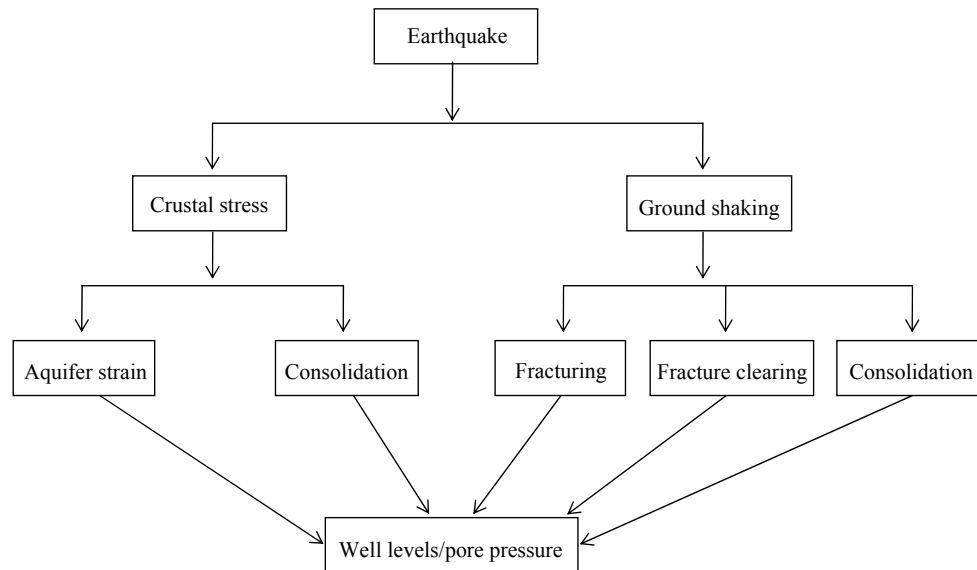 Earthquake
Crustal stress
Ground shaking
Aquifer strain
Consolidation
Fracturing
Fracture clearing
Consolidation
Well levels/pore pressure